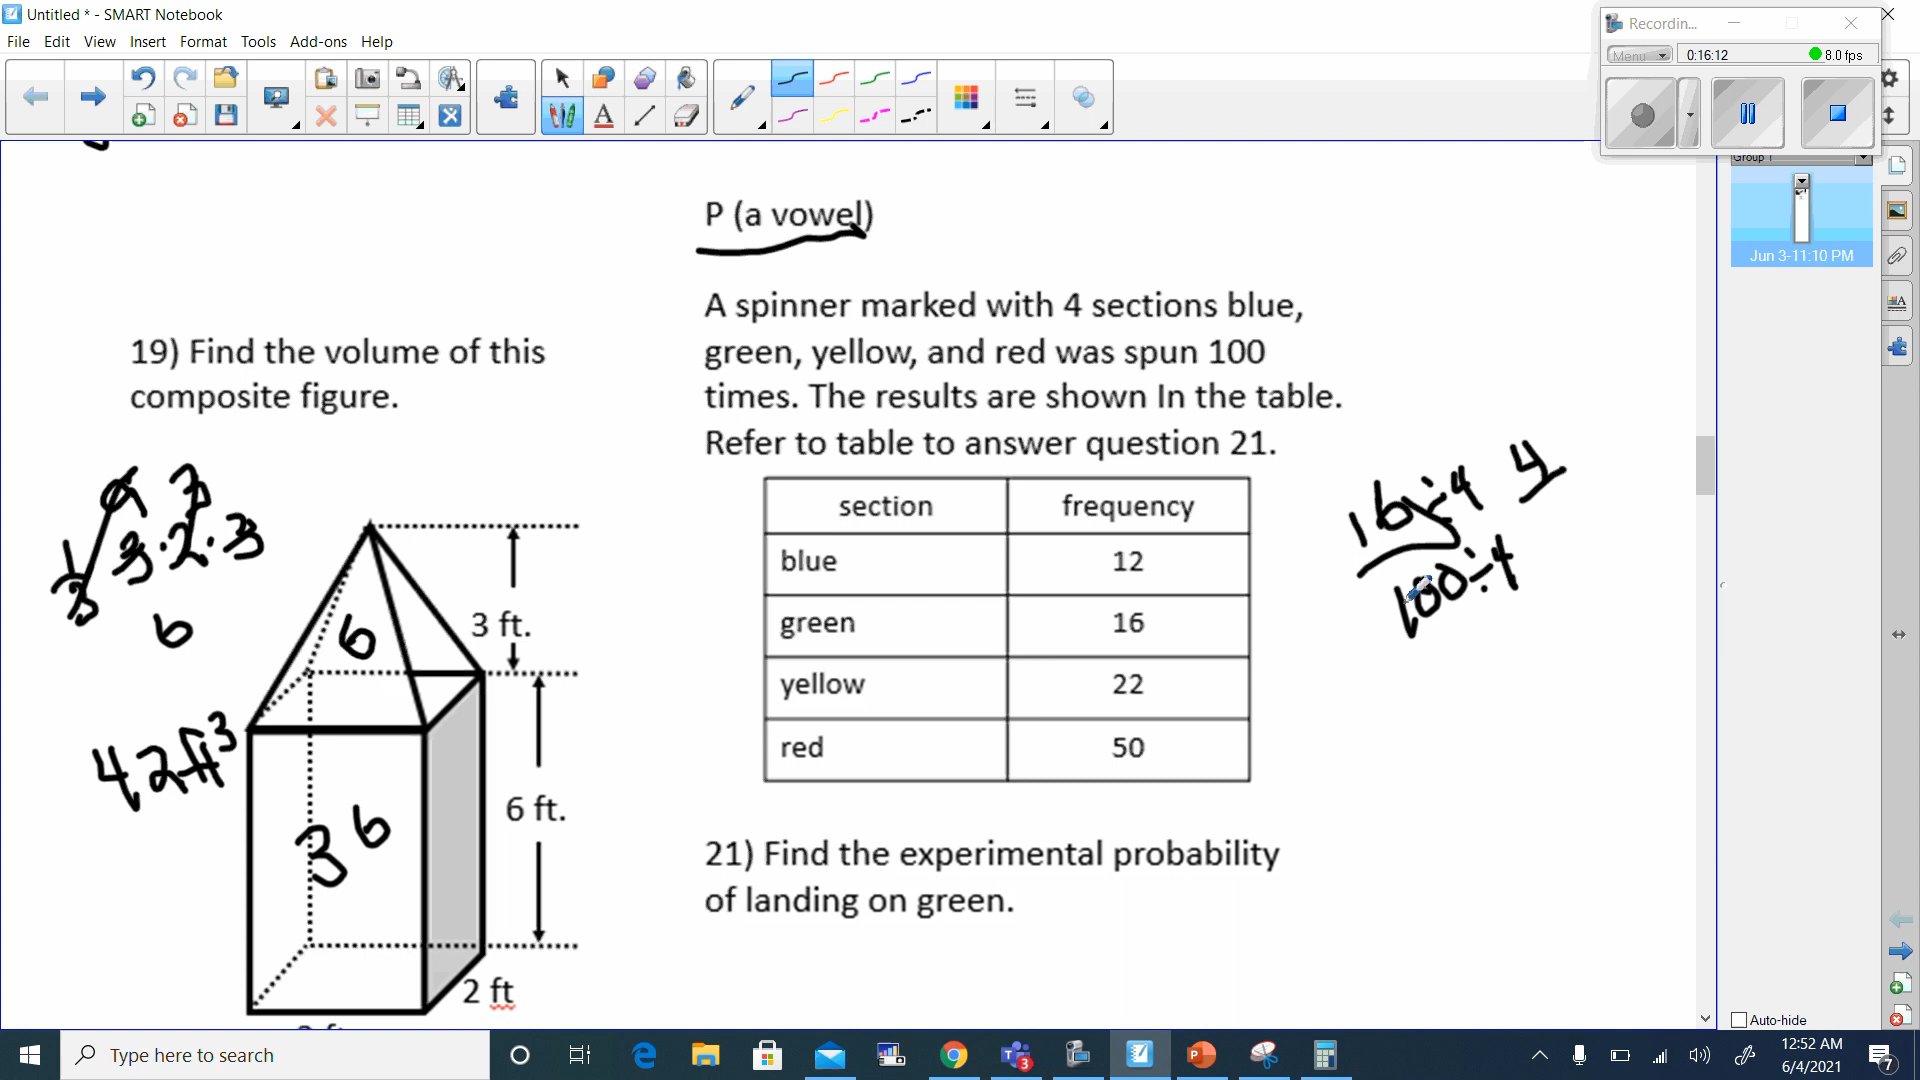 Untitled * - SMART Notebook
File Edit View Insert Format Tools Add-ons Help
Recordin...
Menu
0:16:12
8.0 fps
Group 1
Jun 3-11:10 PM
P (a vowel)
A spinner marked with 4 sections blue,
green, yellow, and red was spun 100
times. The results are shown In the table.
Refer to table to answer question 21.
section frequency
blue 12
green 16
yellow 22
red 50
21) Find the experimental probability
of landing on green.
16÷4 4
100÷4
19) Find the volume of this
composite figure.
1
3
3·2·3
6
6
3 ft.
42ft³
36
6 ft.
2 ft
Auto-hide
Type here to search
3
12:52 AM
6/4/2021
7